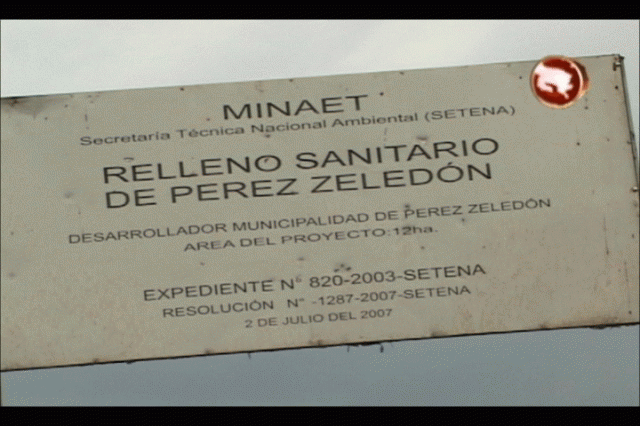 MINAET
Secretaría Técnica Nacional Ambiental (SETENA)
RELLENO SANITARIO
DE PEREZ ZELEDÓN
DESARROLLADOR MUNICIPALIDAD DE PEREZ ZELEDÓN
AREA DEL PROYECTO:12ha.
EXPEDIENTE N° 820-2003-SETENA
RESOLUCIÓN N° -1287-2007-SETENA
2 DE JULIO DEL 2007